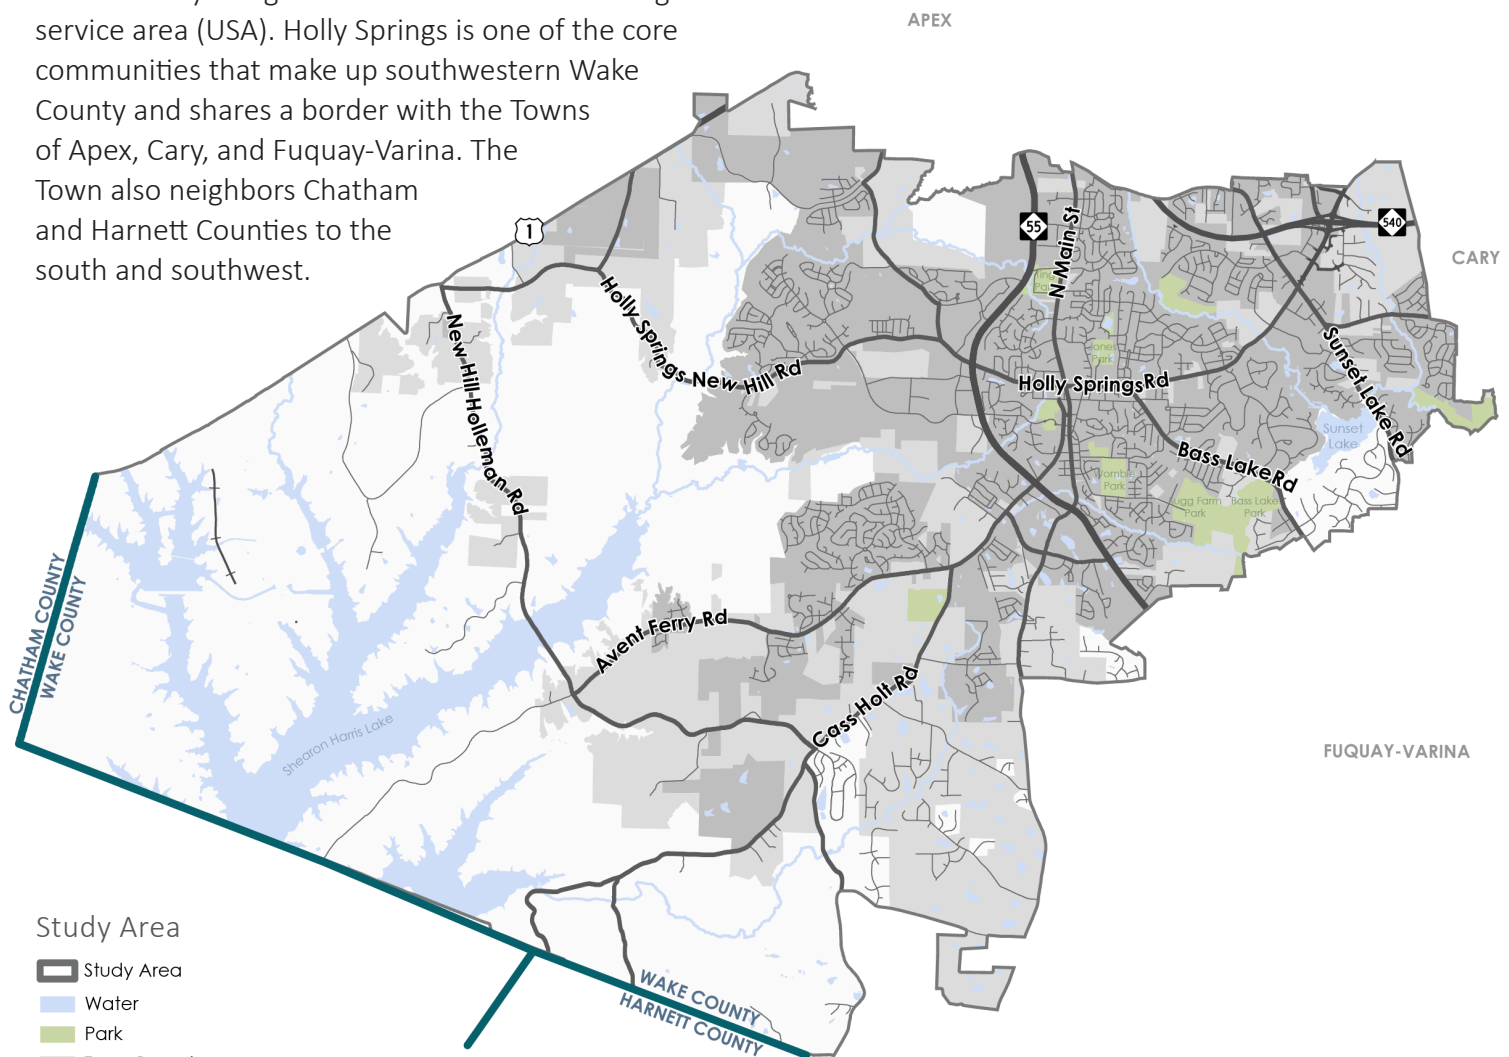 service area (USA). Holly Springs is one of the core
communities that make up southwestern Wake
County and shares a border with the Towns
of Apex, Cary, and Fuquay-Varina. The
Town also neighbors Chatham
and Harnett Counties to the
south and southwest.
APEX
1
55
N Main St
540
CARY
Holly Springs New Hill Rd
New Hill Holleman Rd
Park
Holly Springs Rd
Sunset Lake Rd
Sunset
Lake
Bass Lake Rd
Womble
Park
Bass Lake
Park
Farm
Park
CHATHAM COUNTY
WAKE COUNTY
Avent Ferry Rd
Cass Holt Rd
Shearon Harris Lake
FUQUAY-VARINA
WAKE COUNTY
HARNETT COUNTY
Study Area
Study Area
Water
Park